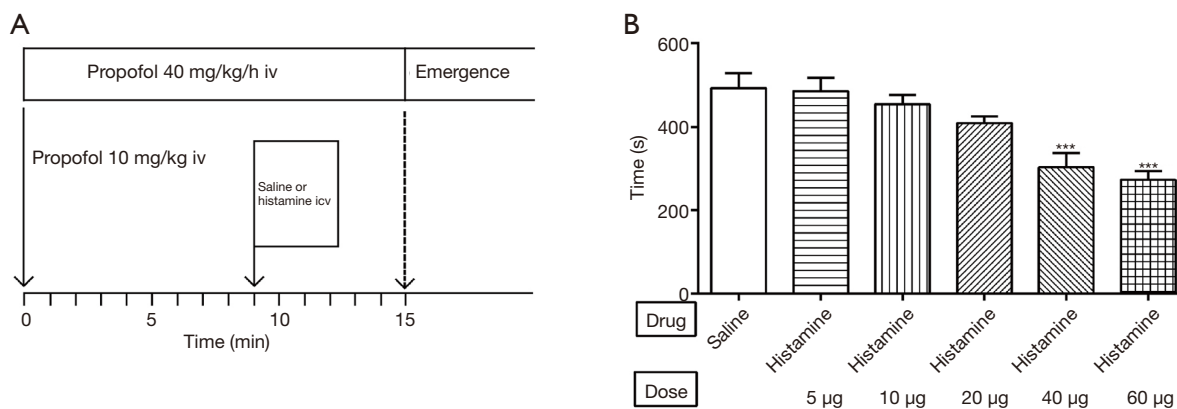 A
Propofol 40 mg/kg/h iv
Emergence
Propofol 10 mg/kg iv
Saline or
histamine icv
0
5
10
15
Time (min)
B
600
400
200
0
Time (s)
***
***
Drug
Saline
Histamine
Histamine
Histamine
Histamine
Histamine
Dose
5 µg
10 µg
20 µg
40 µg
60 µg